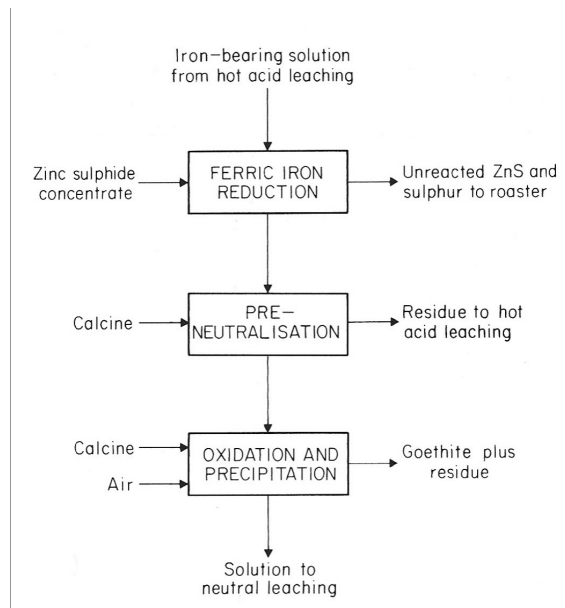 Iron-bearing solution
from hot acid leaching
Zinc sulphide
concentrate
FERRIC IRON
REDUCTION
Unreacted ZnS and
sulphur to roaster
Calcine
PRE-
NEUTRALISATION
Residue to hot
acid leaching
Calcine
Air
OXIDATION AND
PRECIPITATION
Goethite plus
residue
Solution to
neutral leaching